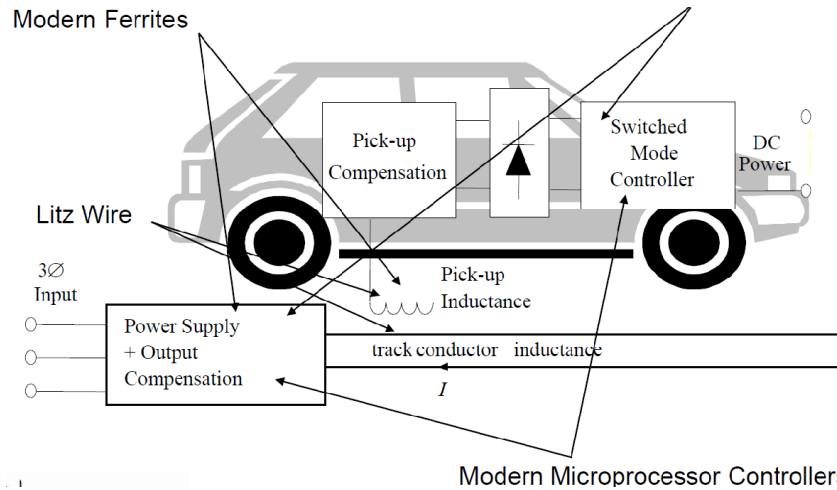 Modern Ferrites
Pick-up
Compensation
Switched
Mode
Controller
DC
Power
Litz Wire
3Ø
Input
Pick-up
Inductance
Power Supply
+ Output
Compensation
track conductor inductance
I
Modern Microprocessor Controllers